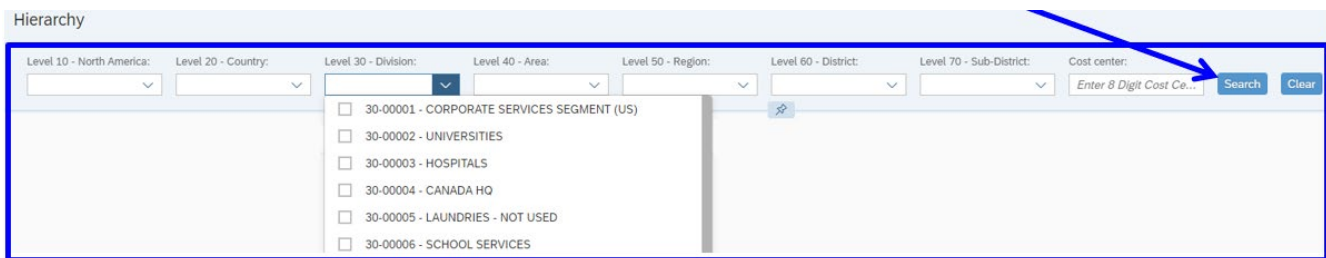 Hierarchy
Level 10 - North America: Level 20 - Country: Level 30 - Division: Level 40 - Area: Level 50 - Region: Level 60 - District: Level 70 - Sub-District: Cost center:
Enter 8 Digit Cost Ce... Search Clear
30-00001 - CORPORATE SERVICES SEGMENT (US)
30-00002 - UNIVERSITIES
30-00003 - HOSPITALS
30-00004 - CANADA HQ
30-00005 - LAUNDRIES - NOT USED
30-00006 - SCHOOL SERVICES